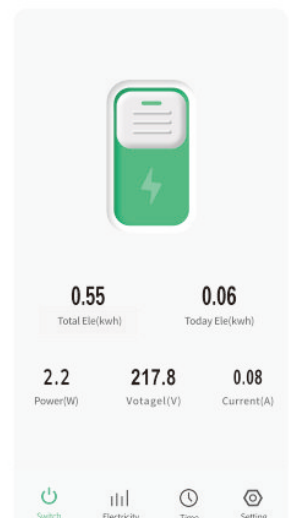 0.55 0.06
Total Ele(kwh) Today Ele(kwh)
2.2 217.8 0.08
Power(W) Votagel(V) Current(A)
Switch Electricity Time Setting